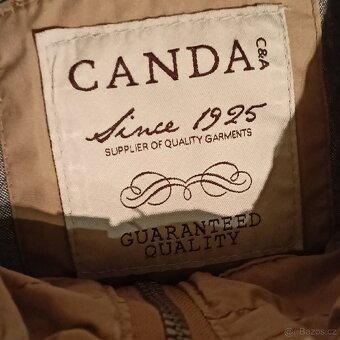 CANDA
C&A
Since 1925
SUPPLIER OF QUALITY GARMENTS
GUARANTEED
QUALITY
Bazos.cz